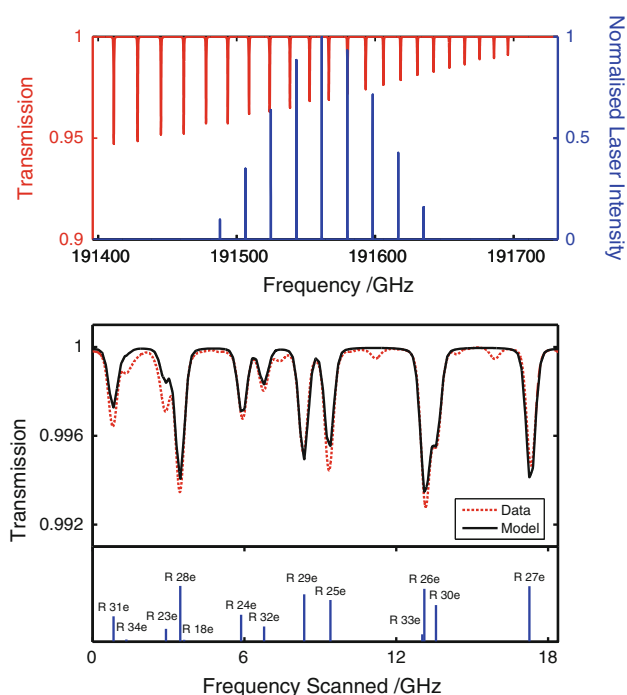 1
0.95
0.9
Transmission
1
0.5
0
Normalised Laser Intensity
191400
191500
191600
191700
Frequency /GHz
1
0.996
0.992
Transmission
Data
Model
R 31e
R 34e
R 23e
R 28e
R 18e
R 24e
R 32e
R 29e
R 25e
R 33e
R 26e
R 30e
R 27e
0
6
12
18
Frequency Scanned /GHz